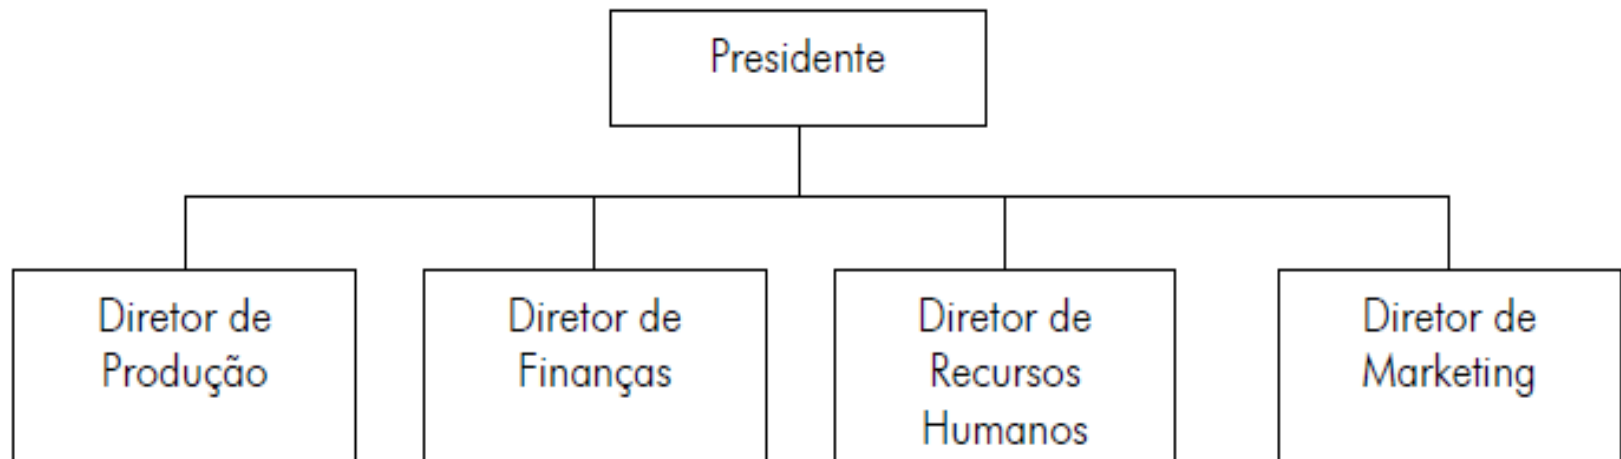 Presidente
Diretor de
Produção
Diretor de
Finanças
Diretor de
Recursos
Humanos
Diretor de
Marketing